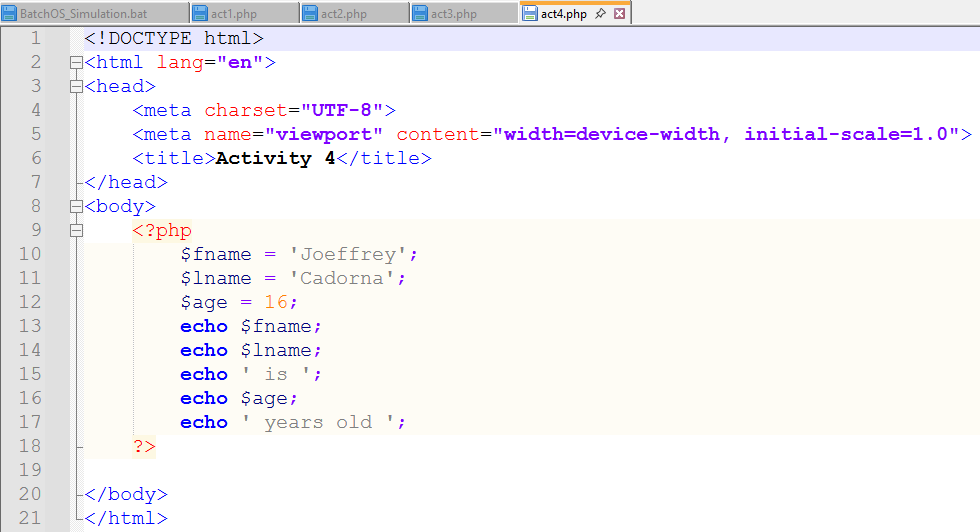 BatchOS_Simulation.bat act1.php act2.php act3.php act4.php
1 <!DOCTYPE html>
2 <html lang="en">
3 <head>
4     <meta charset="UTF-8">
5     <meta name="viewport" content="width=device-width, initial-scale=1.0">
6     <title>Activity 4</title>
7 </head>
8 <body>
9     <?php
10         $fname = 'Joeffrey';
11         $lname = 'Cadorna';
12         $age = 16;
13         echo $fname;
14         echo $lname;
15         echo ' is ';
16         echo $age;
17         echo ' years old ';
18     ?>
19
20 </body>
21 </html>